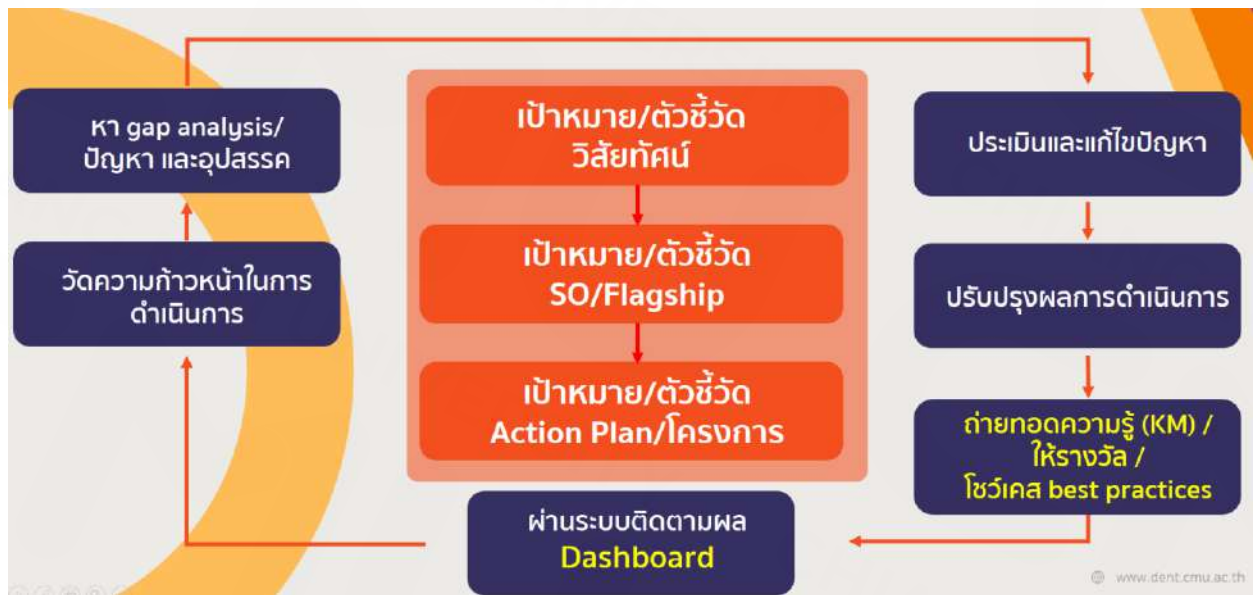 หา gap analysis/
ปัญหา และอุปสรรค
วัดความก้าวหน้าในการ
ดำเนินการ
เป้าหมาย/ตัวชี้วัด
วิสัยทัศน์
เป้าหมาย/ตัวชี้วัด
SO/Flagship
เป้าหมาย/ตัวชี้วัด
Action Plan/โครงการ
ประเมินและแก้ไขปัญหา
ปรับปรุงผลการดำเนินการ
ถ่ายทอดความรู้ (KM) /
ให้รางวัล /
โชว์เคส best practices
ผ่านระบบติดตามผล
Dashboard
www.dent.cmu.ac.th